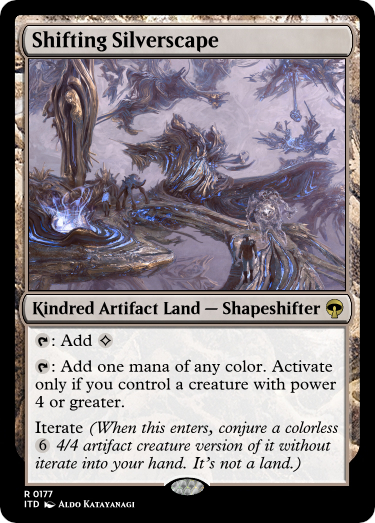 Shifting Silverscape
Kindred Artifact Land — Shapeshifter
: Add
: Add one mana of any color. Activate
only if you control a creature with power
4 or greater.
Iterate (When this enters, conjure a colorless
6 4/4 artifact creature version of it without
iterate into your hand. It's not a land.)
R 0177
ITD Aldo Katayanagi